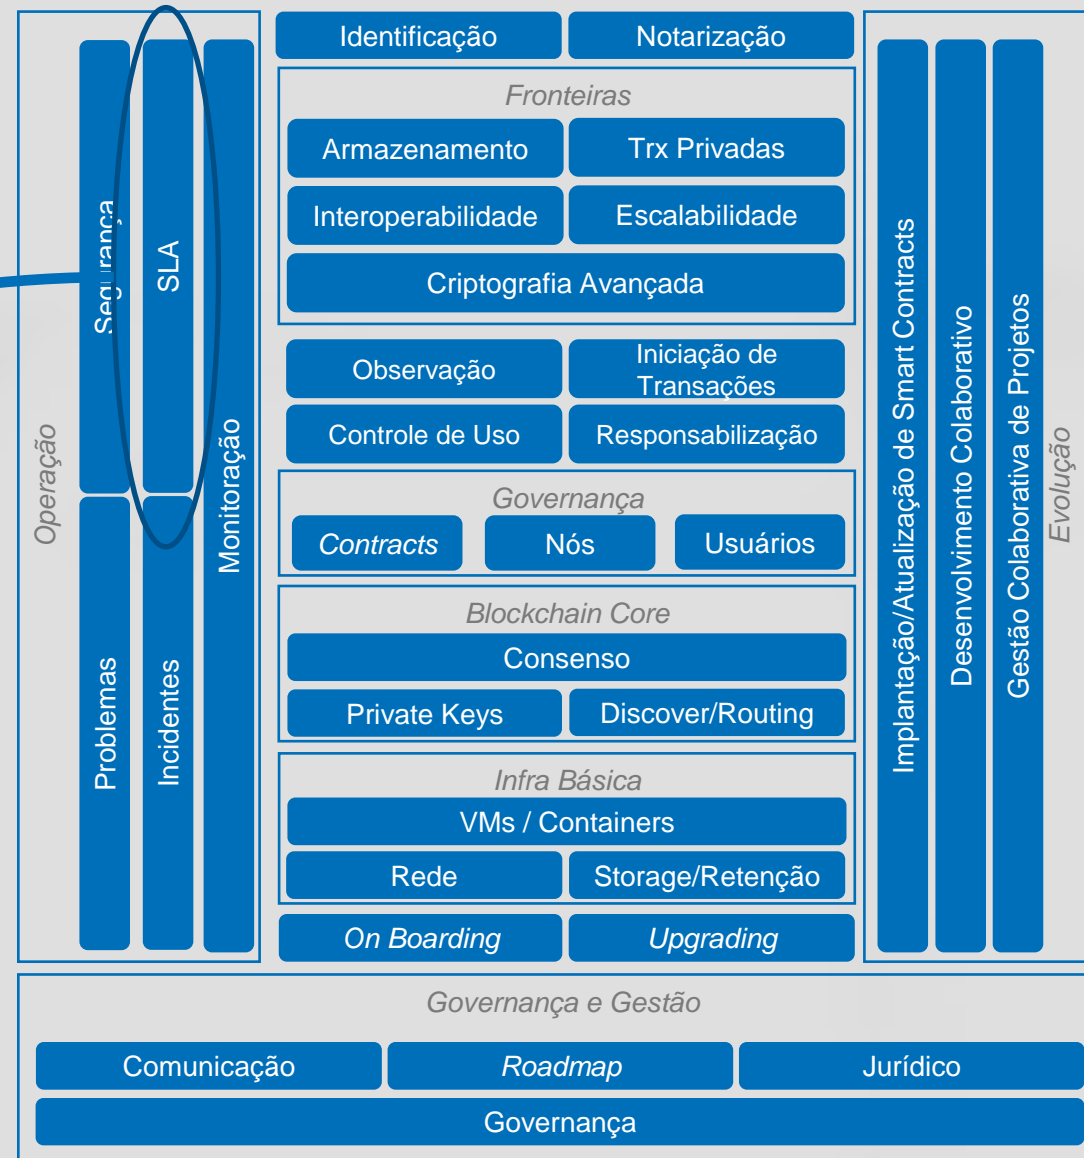 Operação
Segurança
SLA
Monitoração
Problemas
Incidentes
Identificação
Notarização
Fronteiras
Armazenamento
Trx Privadas
Interoperabilidade
Escalabilidade
Criptografia Avançada
Observação
Iniciação de
Transações
Controle de Uso
Responsabilização
Governança
Contracts
Nós
Usuários
Blockchain Core
Consenso
Private Keys
Discover/Routing
Infra Básica
VMs / Containers
Rede
Storage/Retenção
On Boarding
Upgrading
Implantação/Atualização de Smart Contracts
Desenvolvimento Colaborativo
Gestão Colaborativa de Projetos
Evolução
Governança e Gestão
Comunicação
Roadmap
Jurídico
Governança